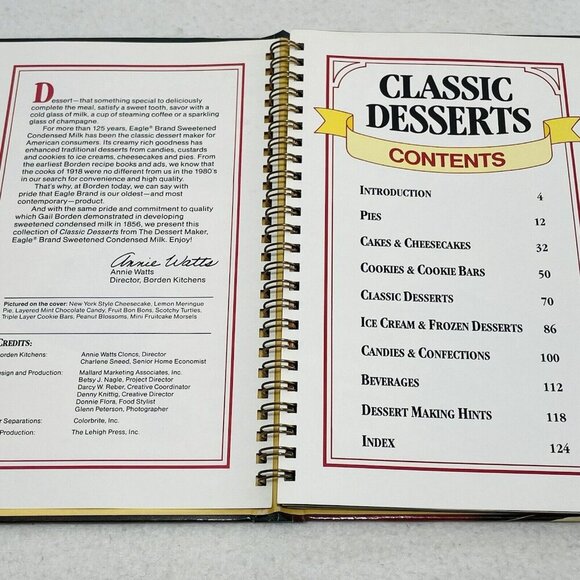 Dessert—that something special to deliciously
complete the meal, satisfy a sweet tooth, savor with a
cold glass of milk, a cup of steaming coffee or a sparkling
glass of champagne.
For more than 125 years, Eagle® Brand Sweetened
Condensed Milk has been the classic dessert maker for
American consumers. Its creamy rich goodness has
enhanced traditional desserts from candies, custards
and cookies to ice creams, cheesecakes and pies. From
the earliest Borden recipe books and ads, we know that
the cooks of 1918 were no different from us in the 1980's
in our search for convenience and high quality.
That's why, at Borden today, we can say with
pride that Eagle Brand is our oldest—and most
contemporary—product.
And with the same pride and commitment to quality
which Gail Borden demonstrated in developing
sweetened condensed milk in 1856, we present this
collection of Classic Desserts from The Dessert Maker,
Eagle® Brand Sweetened Condensed Milk. Enjoy!
Annie Watts
Annie Watts
Director, Borden Kitchens
Pictured on the cover: New York Style Cheesecake, Lemon Meringue
Pie, Layered Mint Chocolate Candy, Fruit Bon Bons, Scotchy Turtles,
Triple Layer Cookie Bars, Peanut Blossoms, Mini Fruitcake Morsels
CREDITS:
Borden Kitchens: Annie Watts Cloncs, Director
Charlene Sneed, Senior Home Economist
Design and Production: Mallard Marketing Associates, Inc.
Betsy J. Nagle, Project Director
Darcy W. Reber, Creative Coordinator
Denny Knittig, Creative Director
Donnie Flora, Food Stylist
Glenn Peterson, Photographer
Separations: Colorbrite, Inc.
Production: The Lehigh Press, Inc.
CLASSIC
DESSERTS
CONTENTS
INTRODUCTION 4
PIES 12
CAKES & CHEESECAKES 32
COOKIES & COOKIE BARS 50
CLASSIC DESSERTS 70
ICE CREAM & FROZEN DESSERTS 86
CANDIES & CONFECTIONS 100
BEVERAGES 112
DESSERT MAKING HINTS 118
INDEX 124